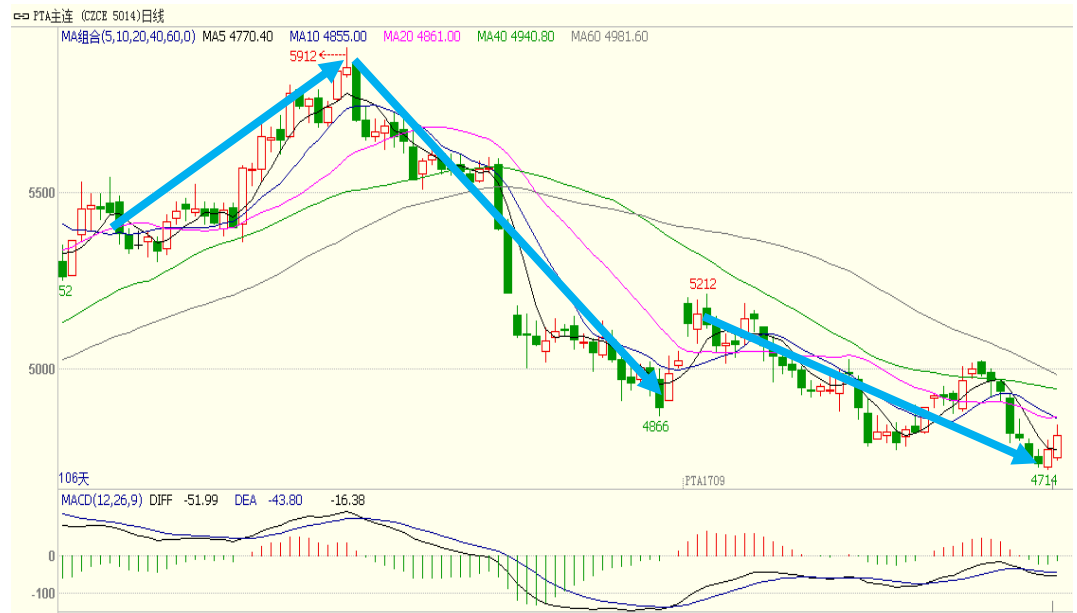 PTA主连 (CZCE 5014)日线
MA组合(5,10,20,40,60,0) MA5 4770.40 MA10 4855.00 MA20 4861.00 MA40 4940.80 MA60 4981.60
5912
5500
52
5212
5000
4866
4714
106天
PTA1709
MACD(12,26,9) DIFF -51.99 DEA -43.80 -16.38
0
-100